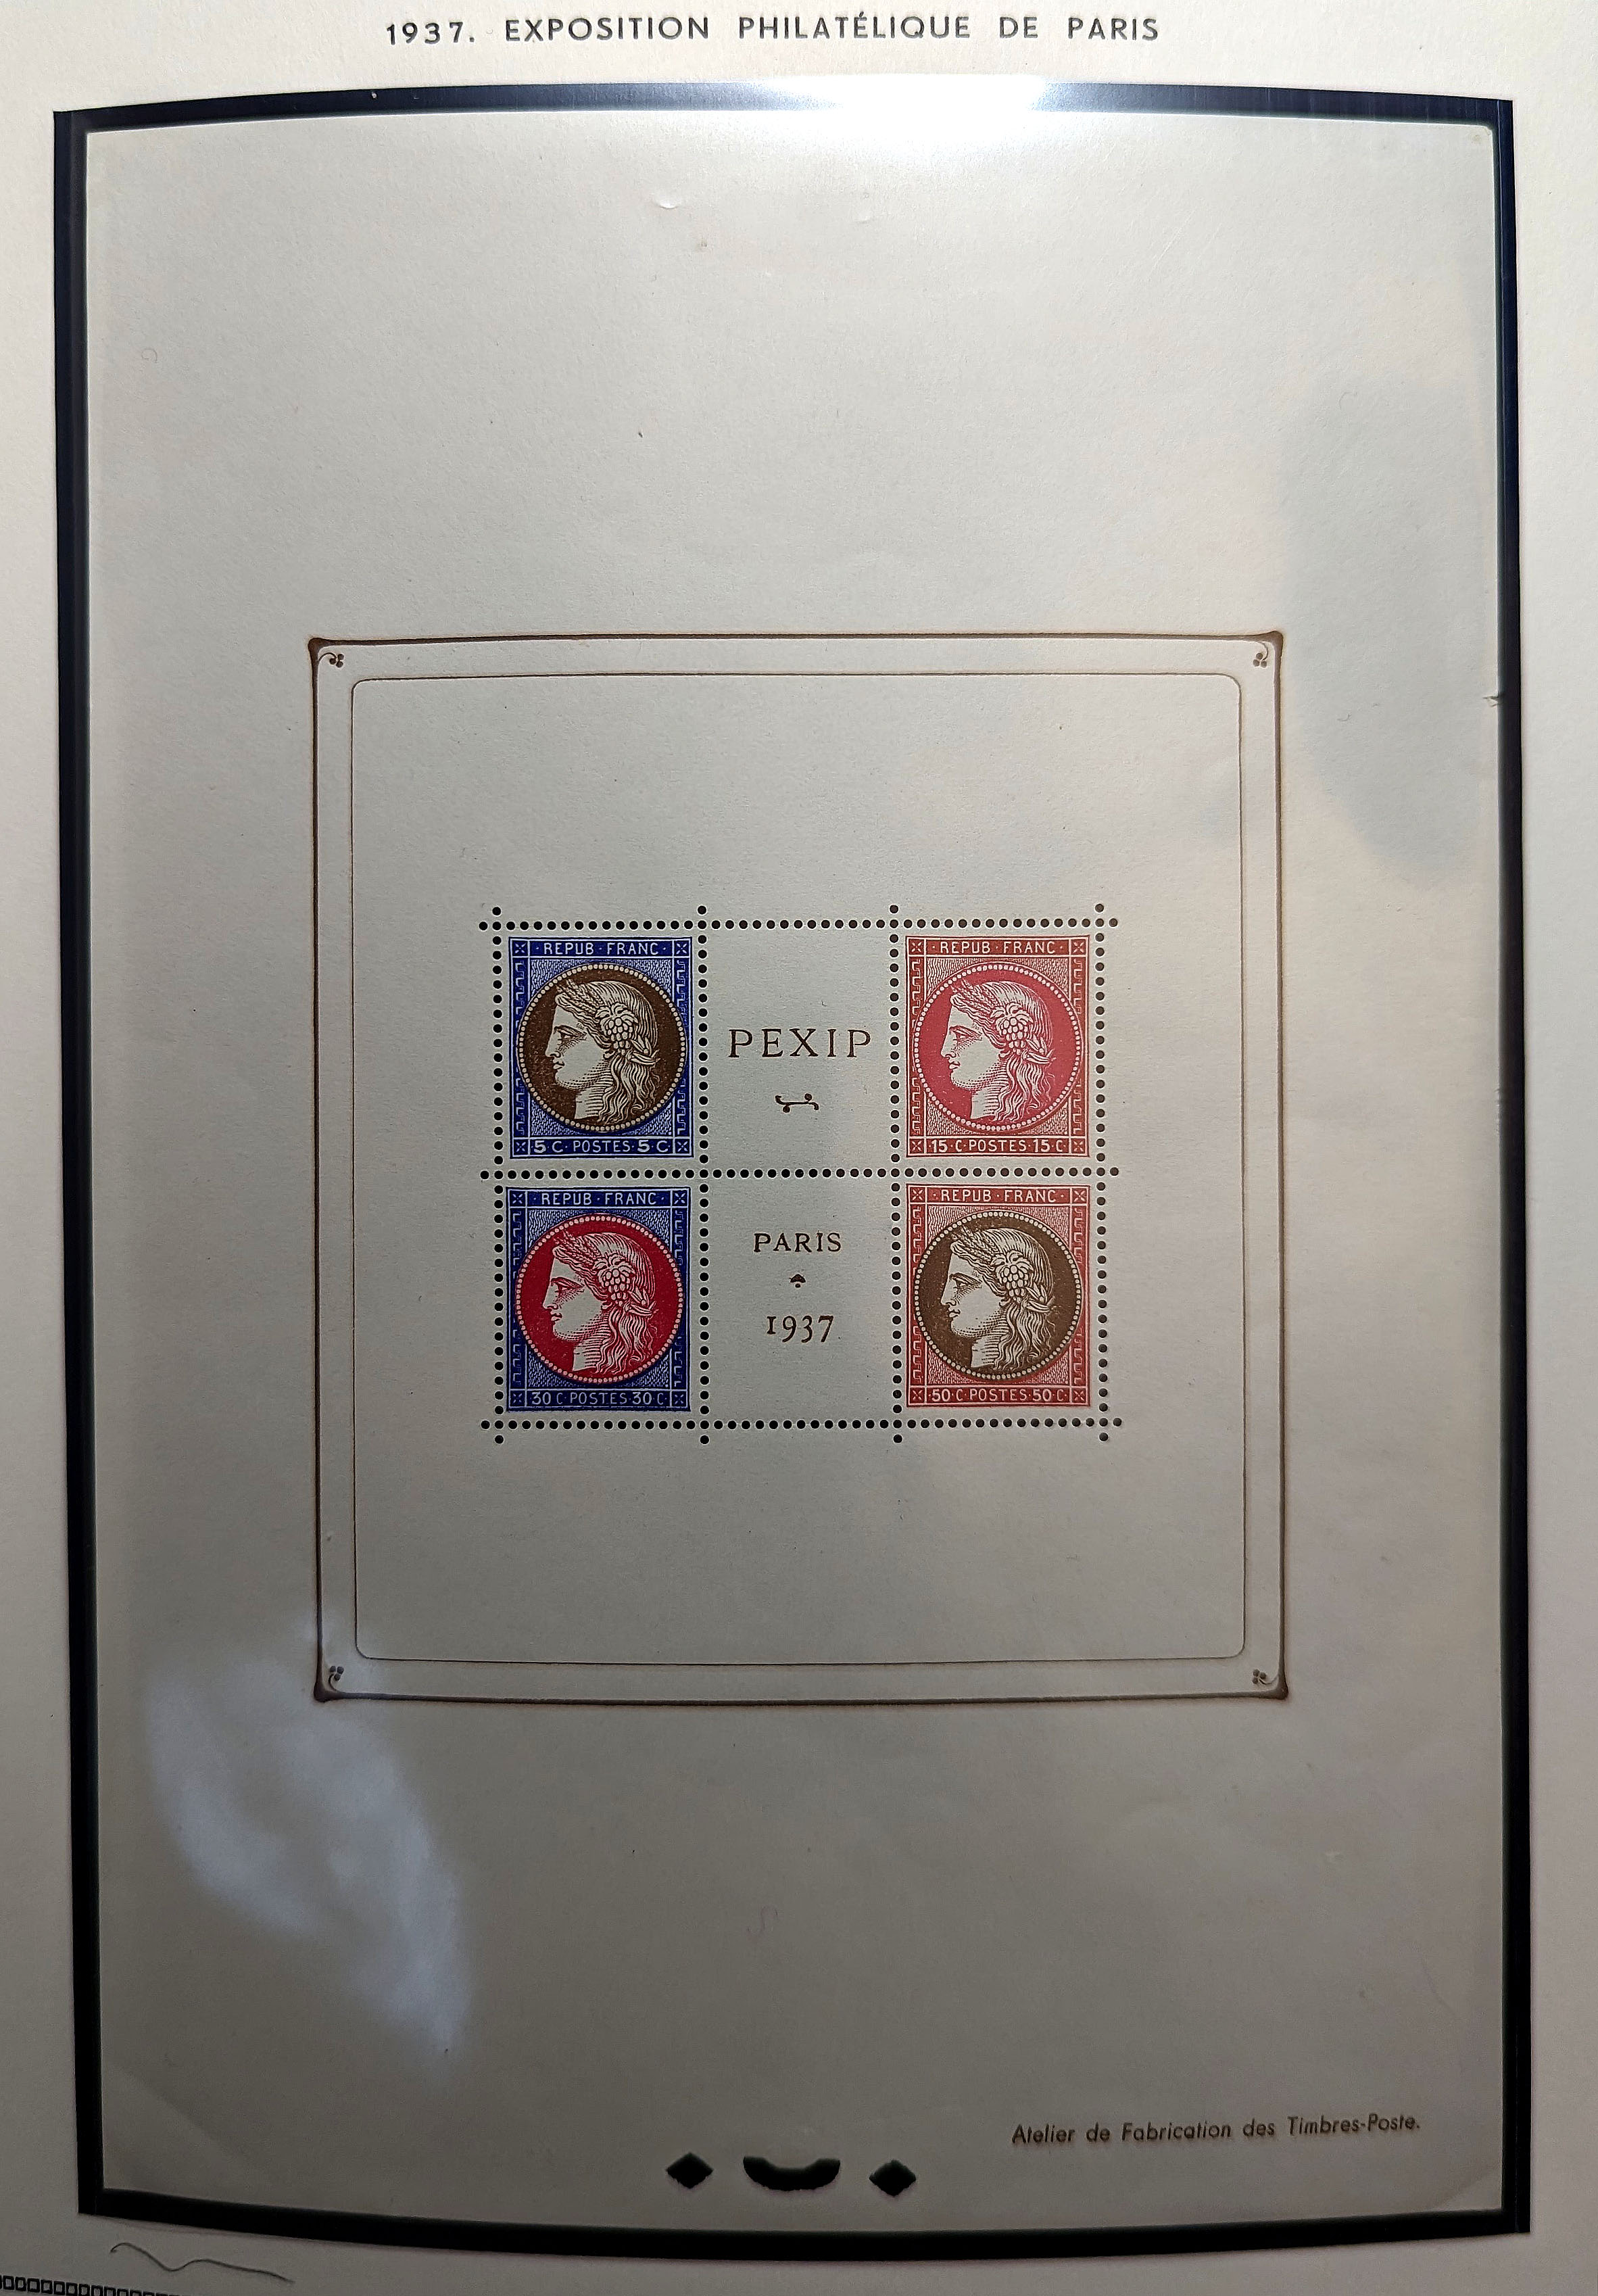 1937. EXPOSITION PHILATÉLIQUE DE PARIS
REPUB · FRANC
5 C · POSTES · 5 C
PEXIP
REPUB · FRANC
15 · C · POSTES · 15 · C
REPUB · FRANC
30 C · POSTES · 30 C
PARIS
1937
REPUB · FRANC
50 · C · POSTES · 50 · C
Atelier de Fabrication des Timbres-Poste.